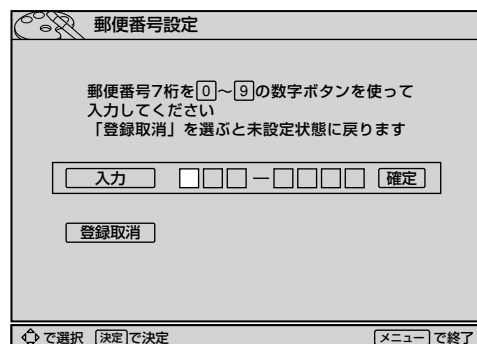 郵便番号設定
郵便番号7桁を0～9の数字ボタンを使って
入力してください
「登録取消」を選ぶと未設定状態に戻ります
入力 － 確定
登録取消
で選択 決定で決定 メニューで終了